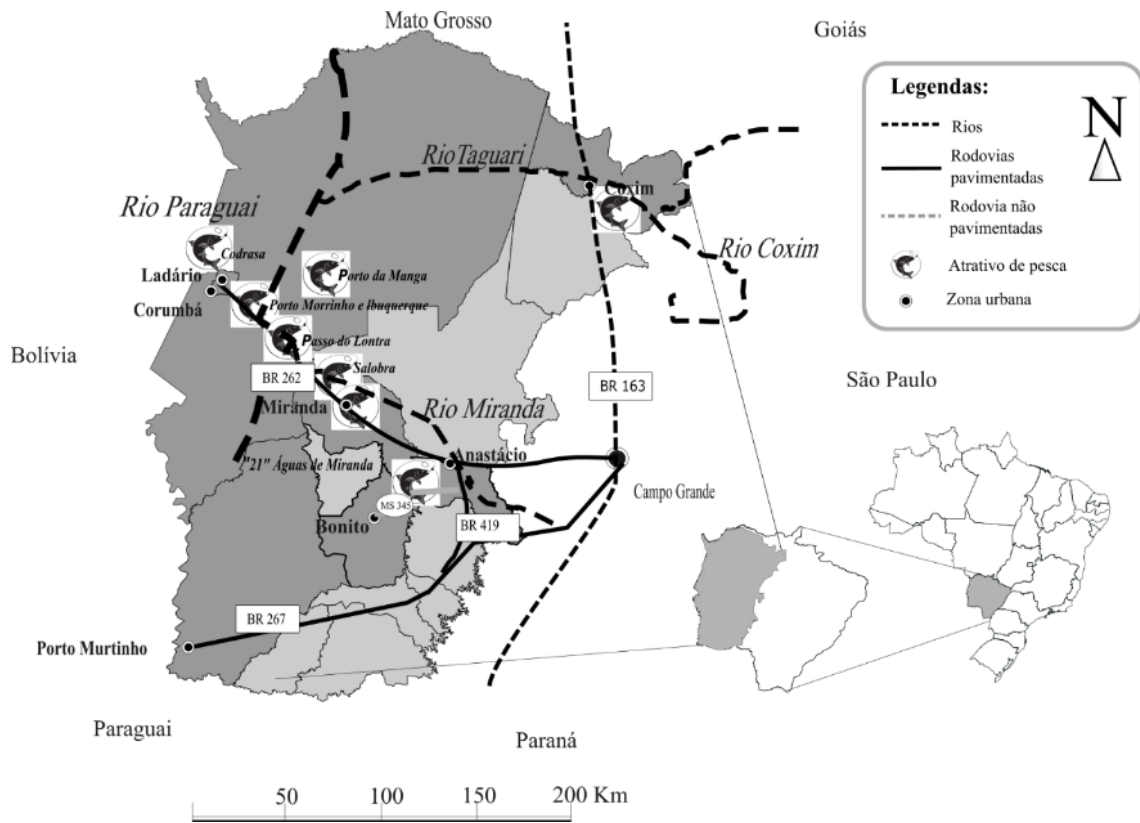 Mato Grosso
Goiás
Legendas:
N
Rios
Rodovias
pavimentadas
Rodovia não
pavimentadas
Atrativo de pesca
Zona urbana
RioTaguari
Coxim
Rio Paraguai
Rio Coxim
Codrasa
Ladário
Porto da Manga
Corumbá
Porto Morrinho e lbuquerque
Passo do Lontra
Bolívia
Salobra
São Paulo
BR 262
BR 163
Miranda
Rio Miranda
"21" Águas de Miranda
Anastácio
Campo Grande
MS 345
Bonito
BR 419
BR 267
Porto Murtinho
Paraguai
Paraná
50 100 150 200 Km